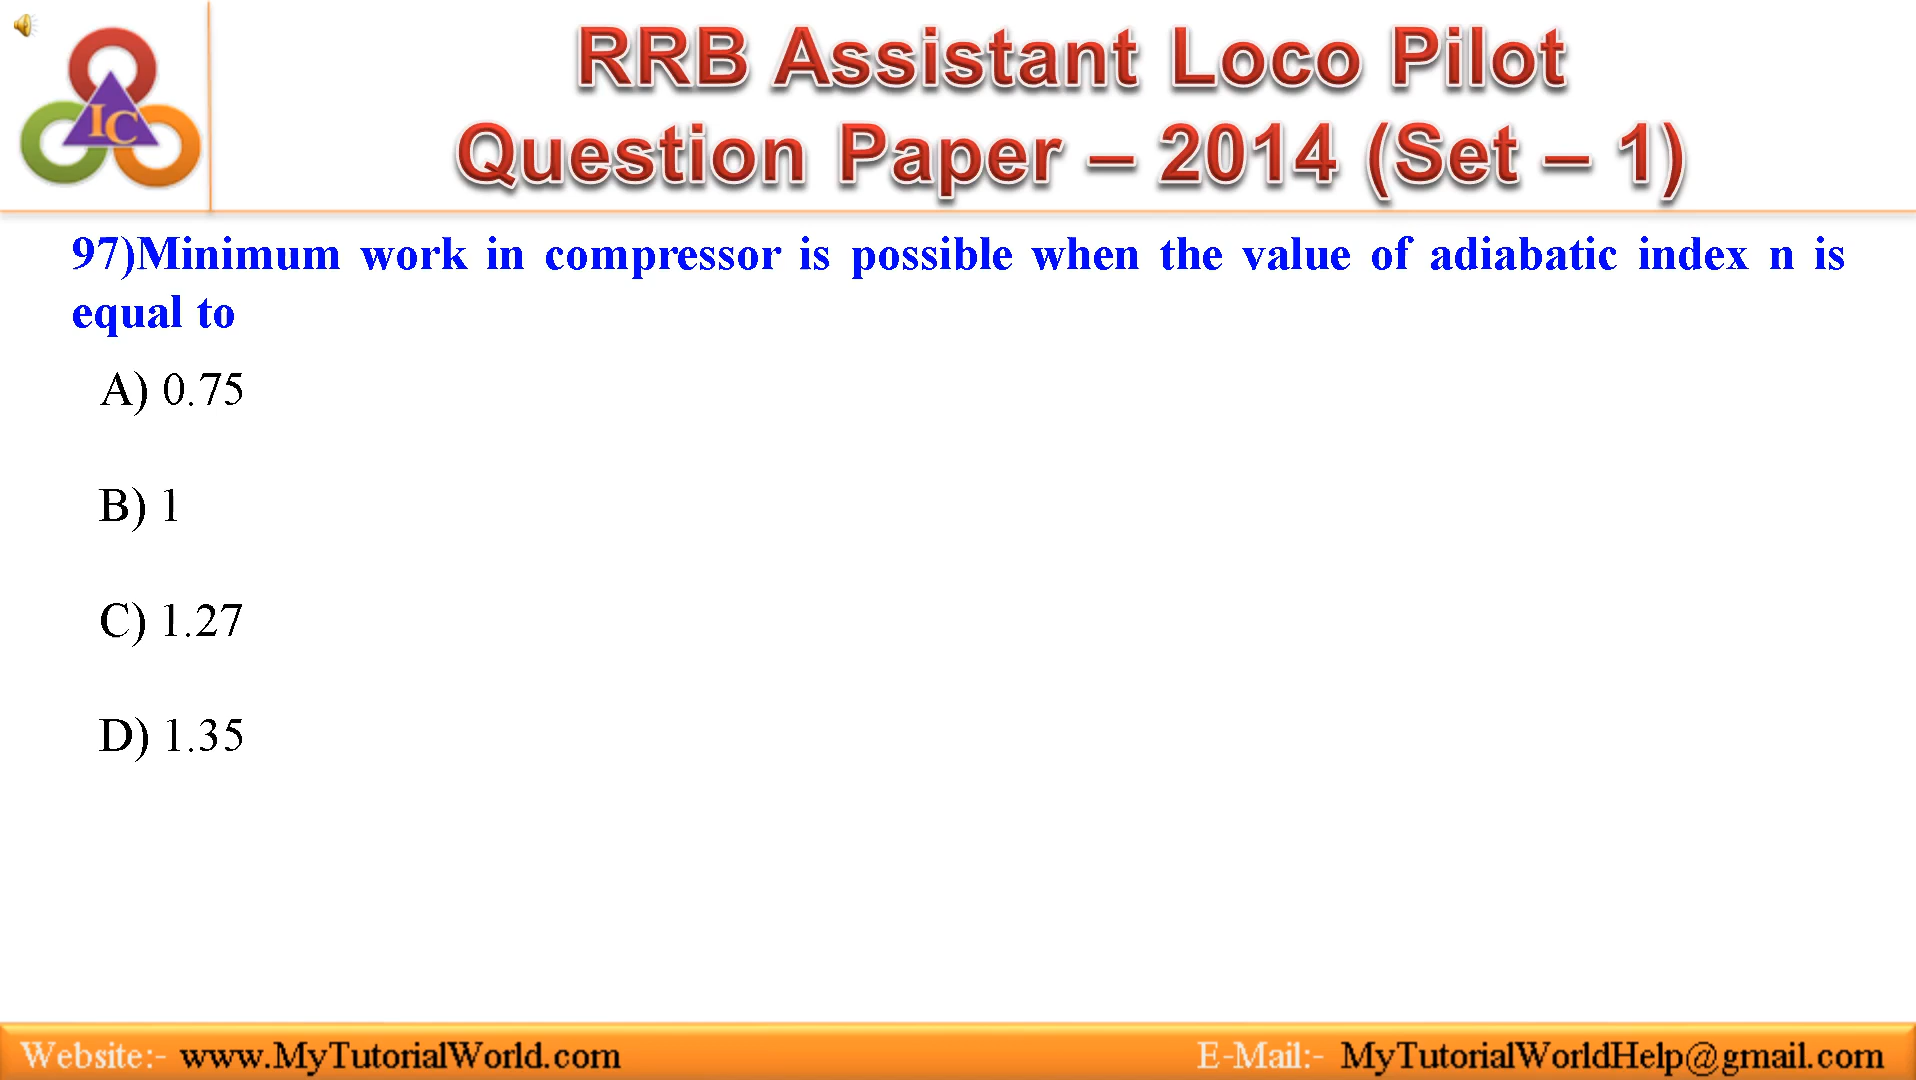 RRB Assistant Loco Pilot
Question Paper – 2014 (Set – 1)
IC
97)Minimum work in compressor is possible when the value of adiabatic index n is
equal to
A) 0.75
B) 1
C) 1.27
D) 1.35
Website:- www.MyTutorialWorld.com
E-Mail:- MyTutorialWorldHelp@gmail.com